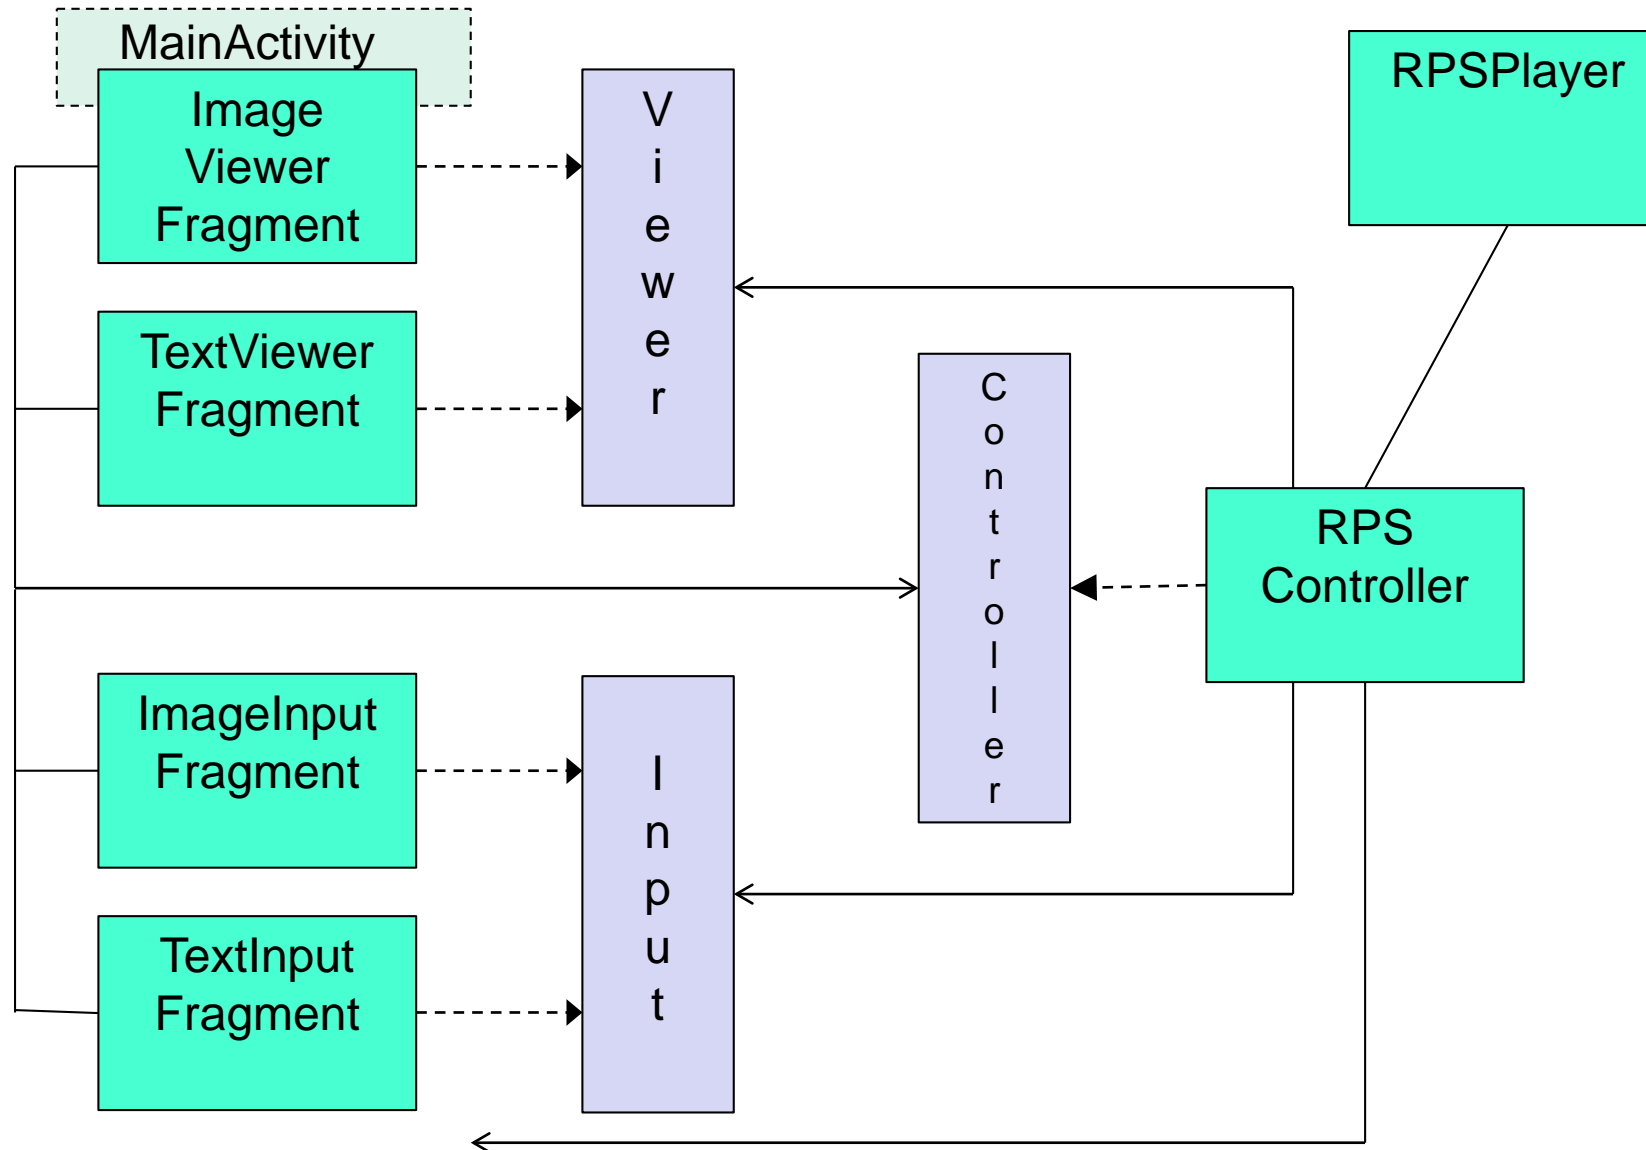 MainActivity
RPSPlayer
Image
Viewer
Fragment
V
i
e
w
e
r
TextViewer
Fragment
C
o
n
t
r
o
l
l
e
r
RPS
Controller
ImageInput
Fragment
I
n
p
u
t
TextInput
Fragment